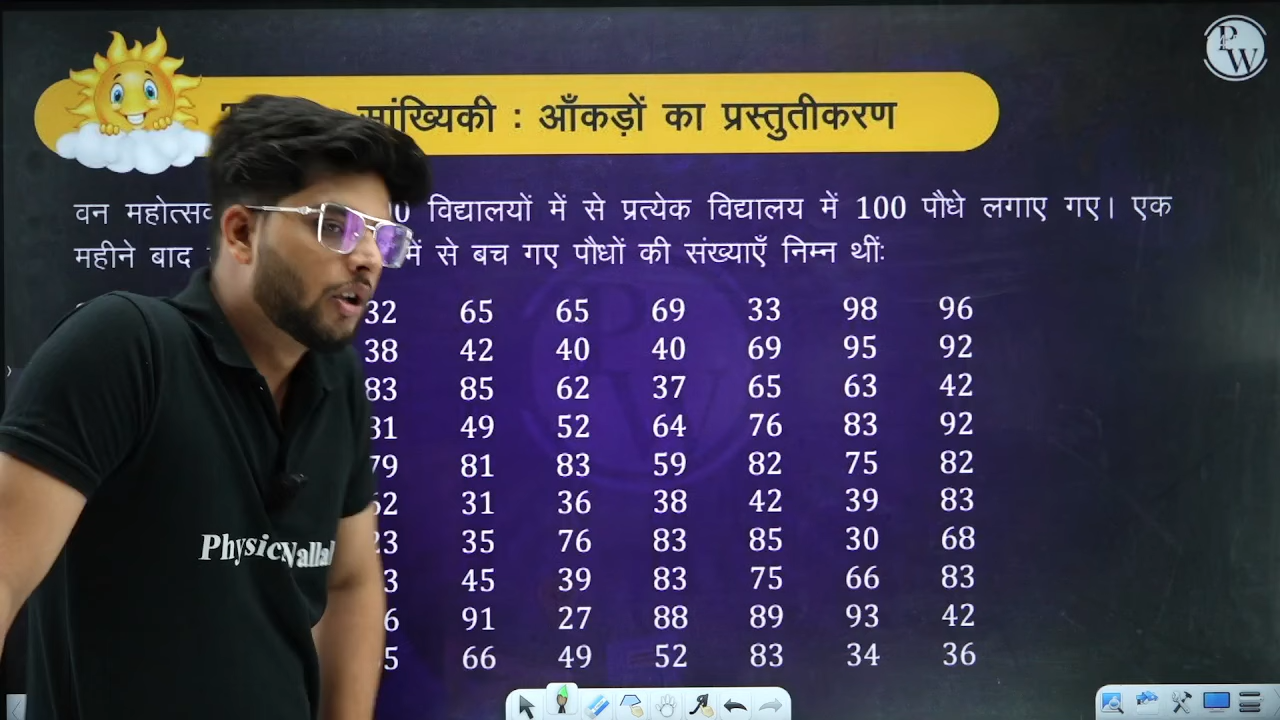 सांख्यिकी : आँकड़ों का प्रस्तुतीकरण
PW
वन विद्यालयों में से प्रत्येक विद्यालय में 100 पौधे लगाए गए। एक
महीने बाद में से बच गए पौधों की संख्याएँ निम्न थीं:
32 65 65 69 33 98 96
38 42 40 40 69 95 92
83 85 62 37 65 63 42
81 49 52 64 76 83 92
79 81 83 59 82 75 82
62 31 36 38 42 39 83
23 35 76 83 85 30 68
45 39 83 75 66 83
91 27 88 89 93 42
66 49 52 83 34 36